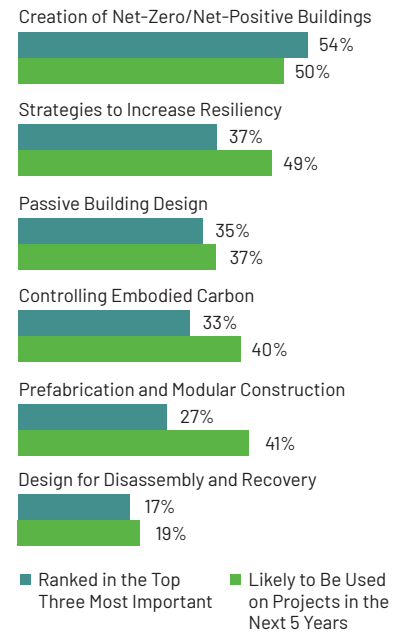 Creation of Net-Zero/Net-Positive Buildings
54%
50%
Strategies to Increase Resiliency
37%
49%
Passive Building Design
35%
37%
Controlling Embodied Carbon
33%
40%
Prefabrication and Modular Construction
27%
41%
Design for Disassembly and Recovery
17%
19%
Ranked in the Top
Three Most Important
Likely to Be Used
on Projects in the
Next 5 Years